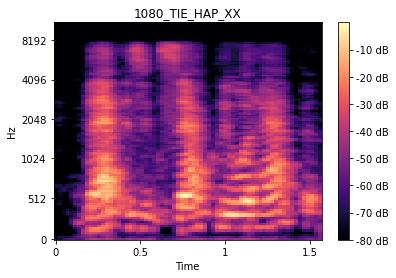 1080_TIE_HAP_XX
8192
4096
2048
1024
512
0
Hz
0
0.5
1
1.5
Time
-10 dB
-20 dB
-30 dB
-40 dB
-50 dB
-60 dB
-70 dB
-80 dB